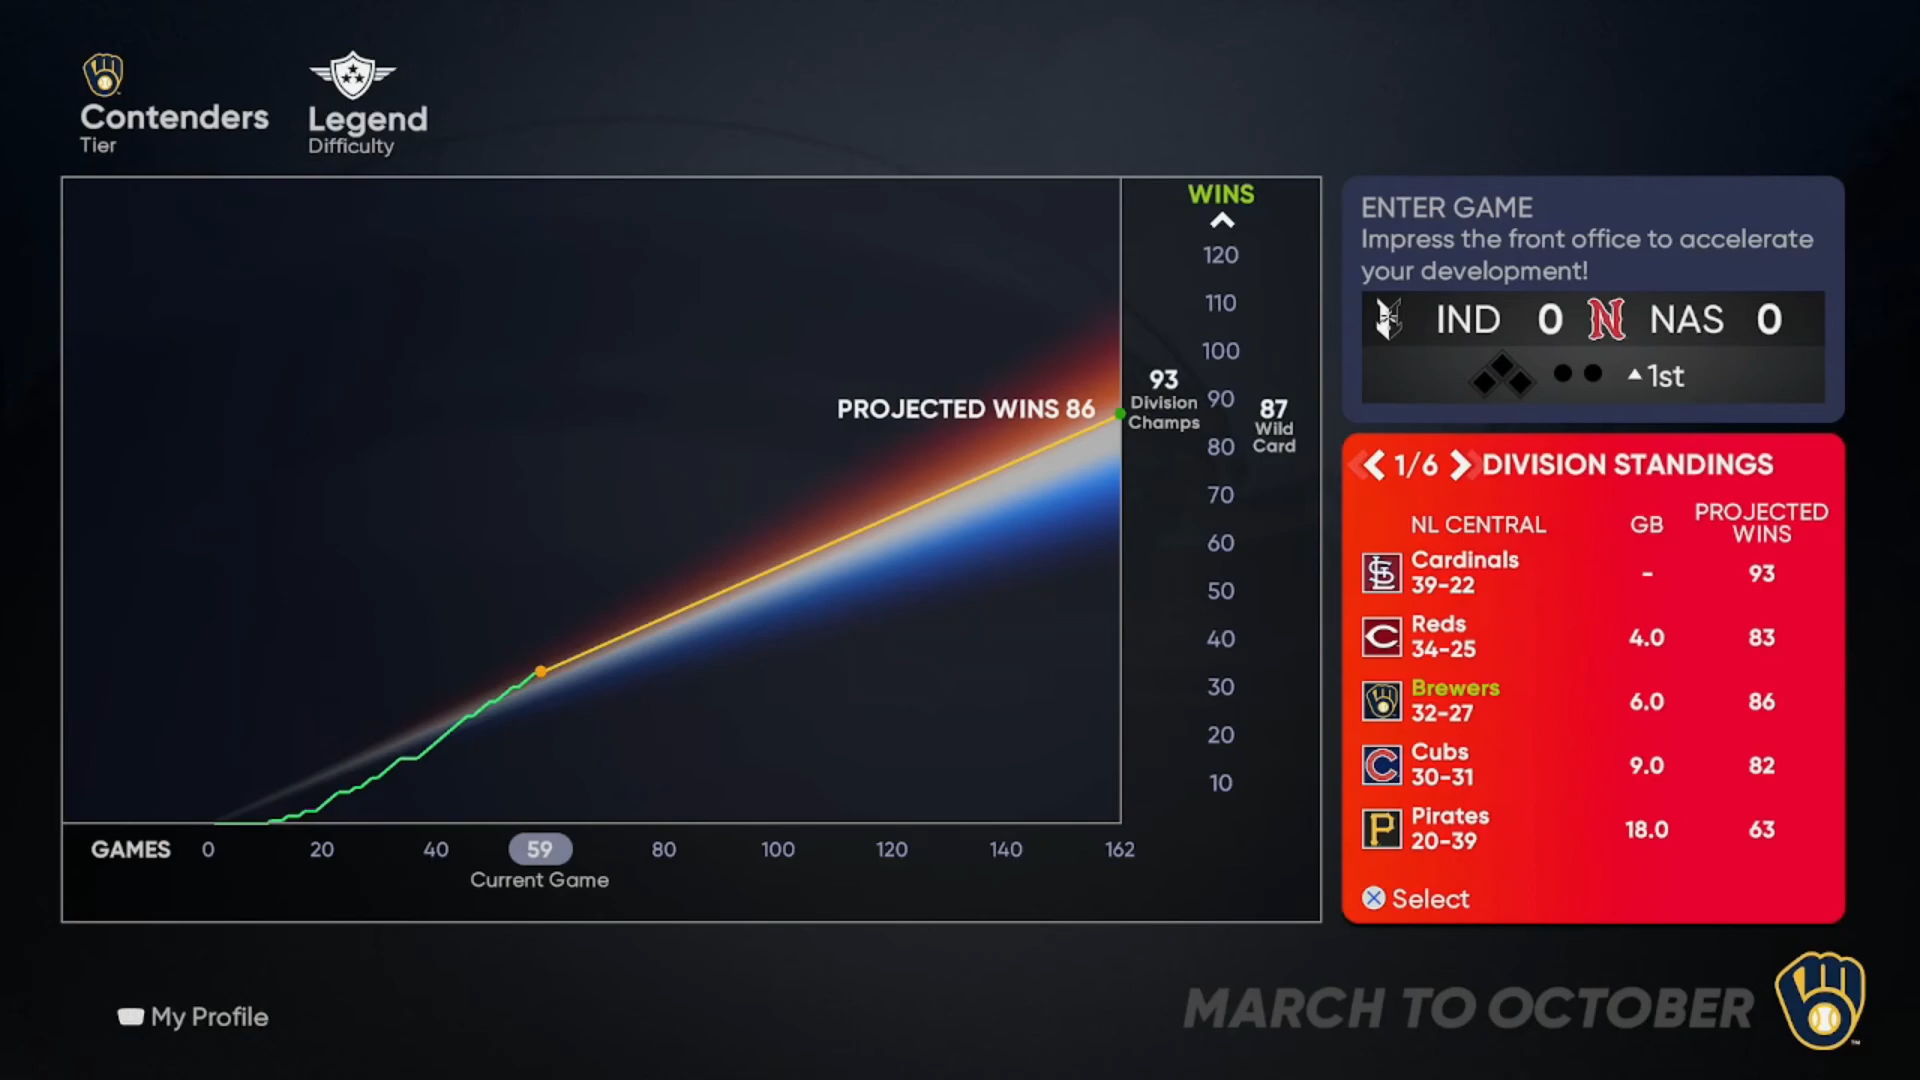 Contenders
Tier
Legend
Difficulty
WINS
120
110
100
90
80
70
60
50
40
30
20
10
93
Division
Champs
87
Wild
Card
PROJECTED WINS 86
GAMES 0 20 40 59 80 100 120 140 162
Current Game
ENTER GAME
Impress the front office to accelerate
your development!
IND 0 N NAS 0
1st
1/6 DIVISION STANDINGS
NL CENTRAL GB PROJECTED
WINS
Cardinals
39-22 - 93
Reds
34-25 4.0 83
Brewers
32-27 6.0 86
Cubs
30-31 9.0 82
Pirates
20-39 18.0 63
Select
My Profile
MARCH TO OCTOBER